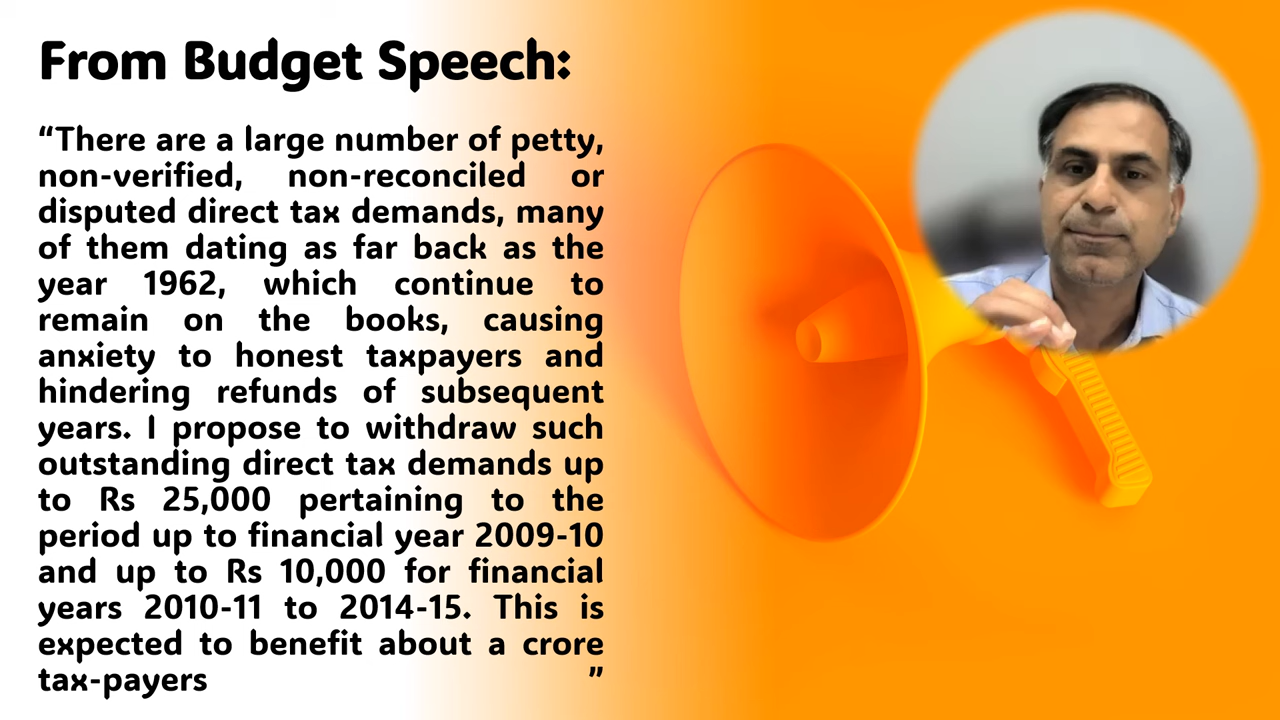 From Budget Speech:
“There are a large number of petty,
non-verified, non-reconciled or
disputed direct tax demands, many
of them dating as far back as the
year 1962, which continue to
remain on the books, causing
anxiety to honest taxpayers and
hindering refunds of subsequent
years. I propose to withdraw such
outstanding direct tax demands up
to Rs 25,000 pertaining to the
period up to financial year 2009-10
and up to Rs 10,000 for financial
years 2010-11 to 2014-15. This is
expected to benefit about a crore
tax-payers ”